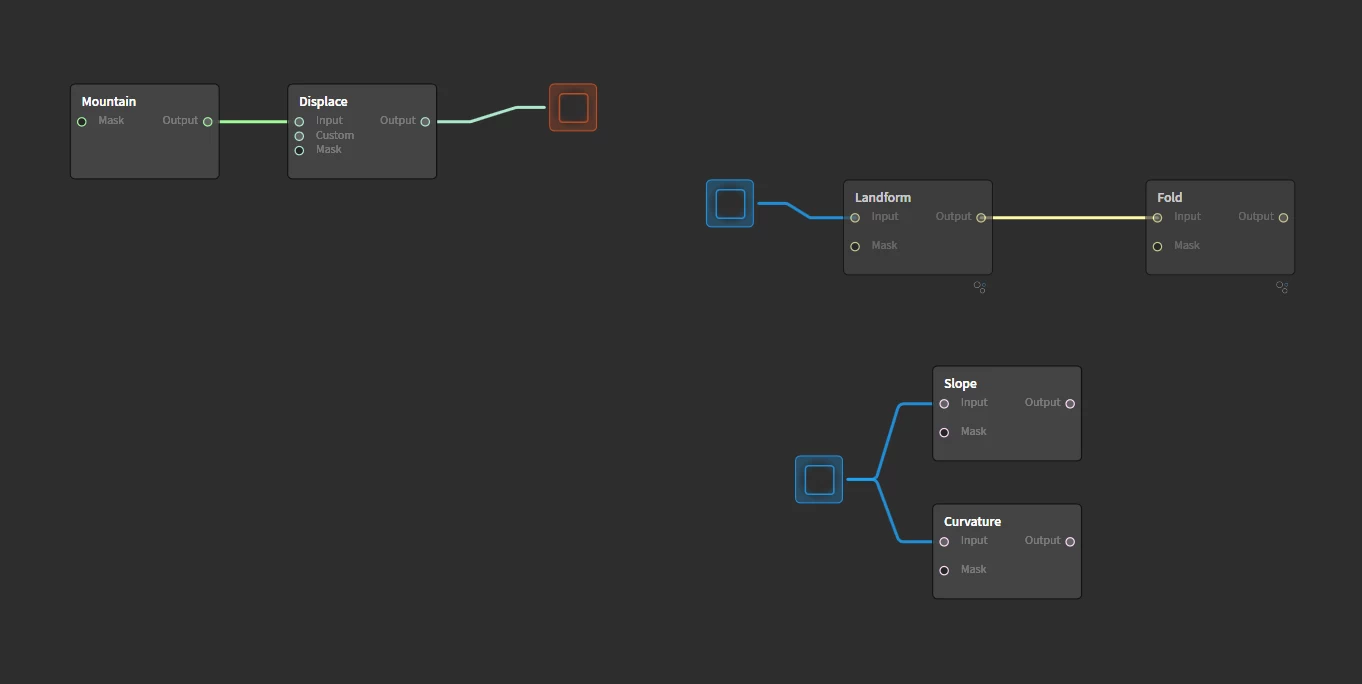 Mountain
Mask Output
Displace
Input Output
Custom
Mask
Landform
Input Output
Mask
Fold
Input Output
Mask
Slope
Input Output
Mask
Curvature
Input Output
Mask